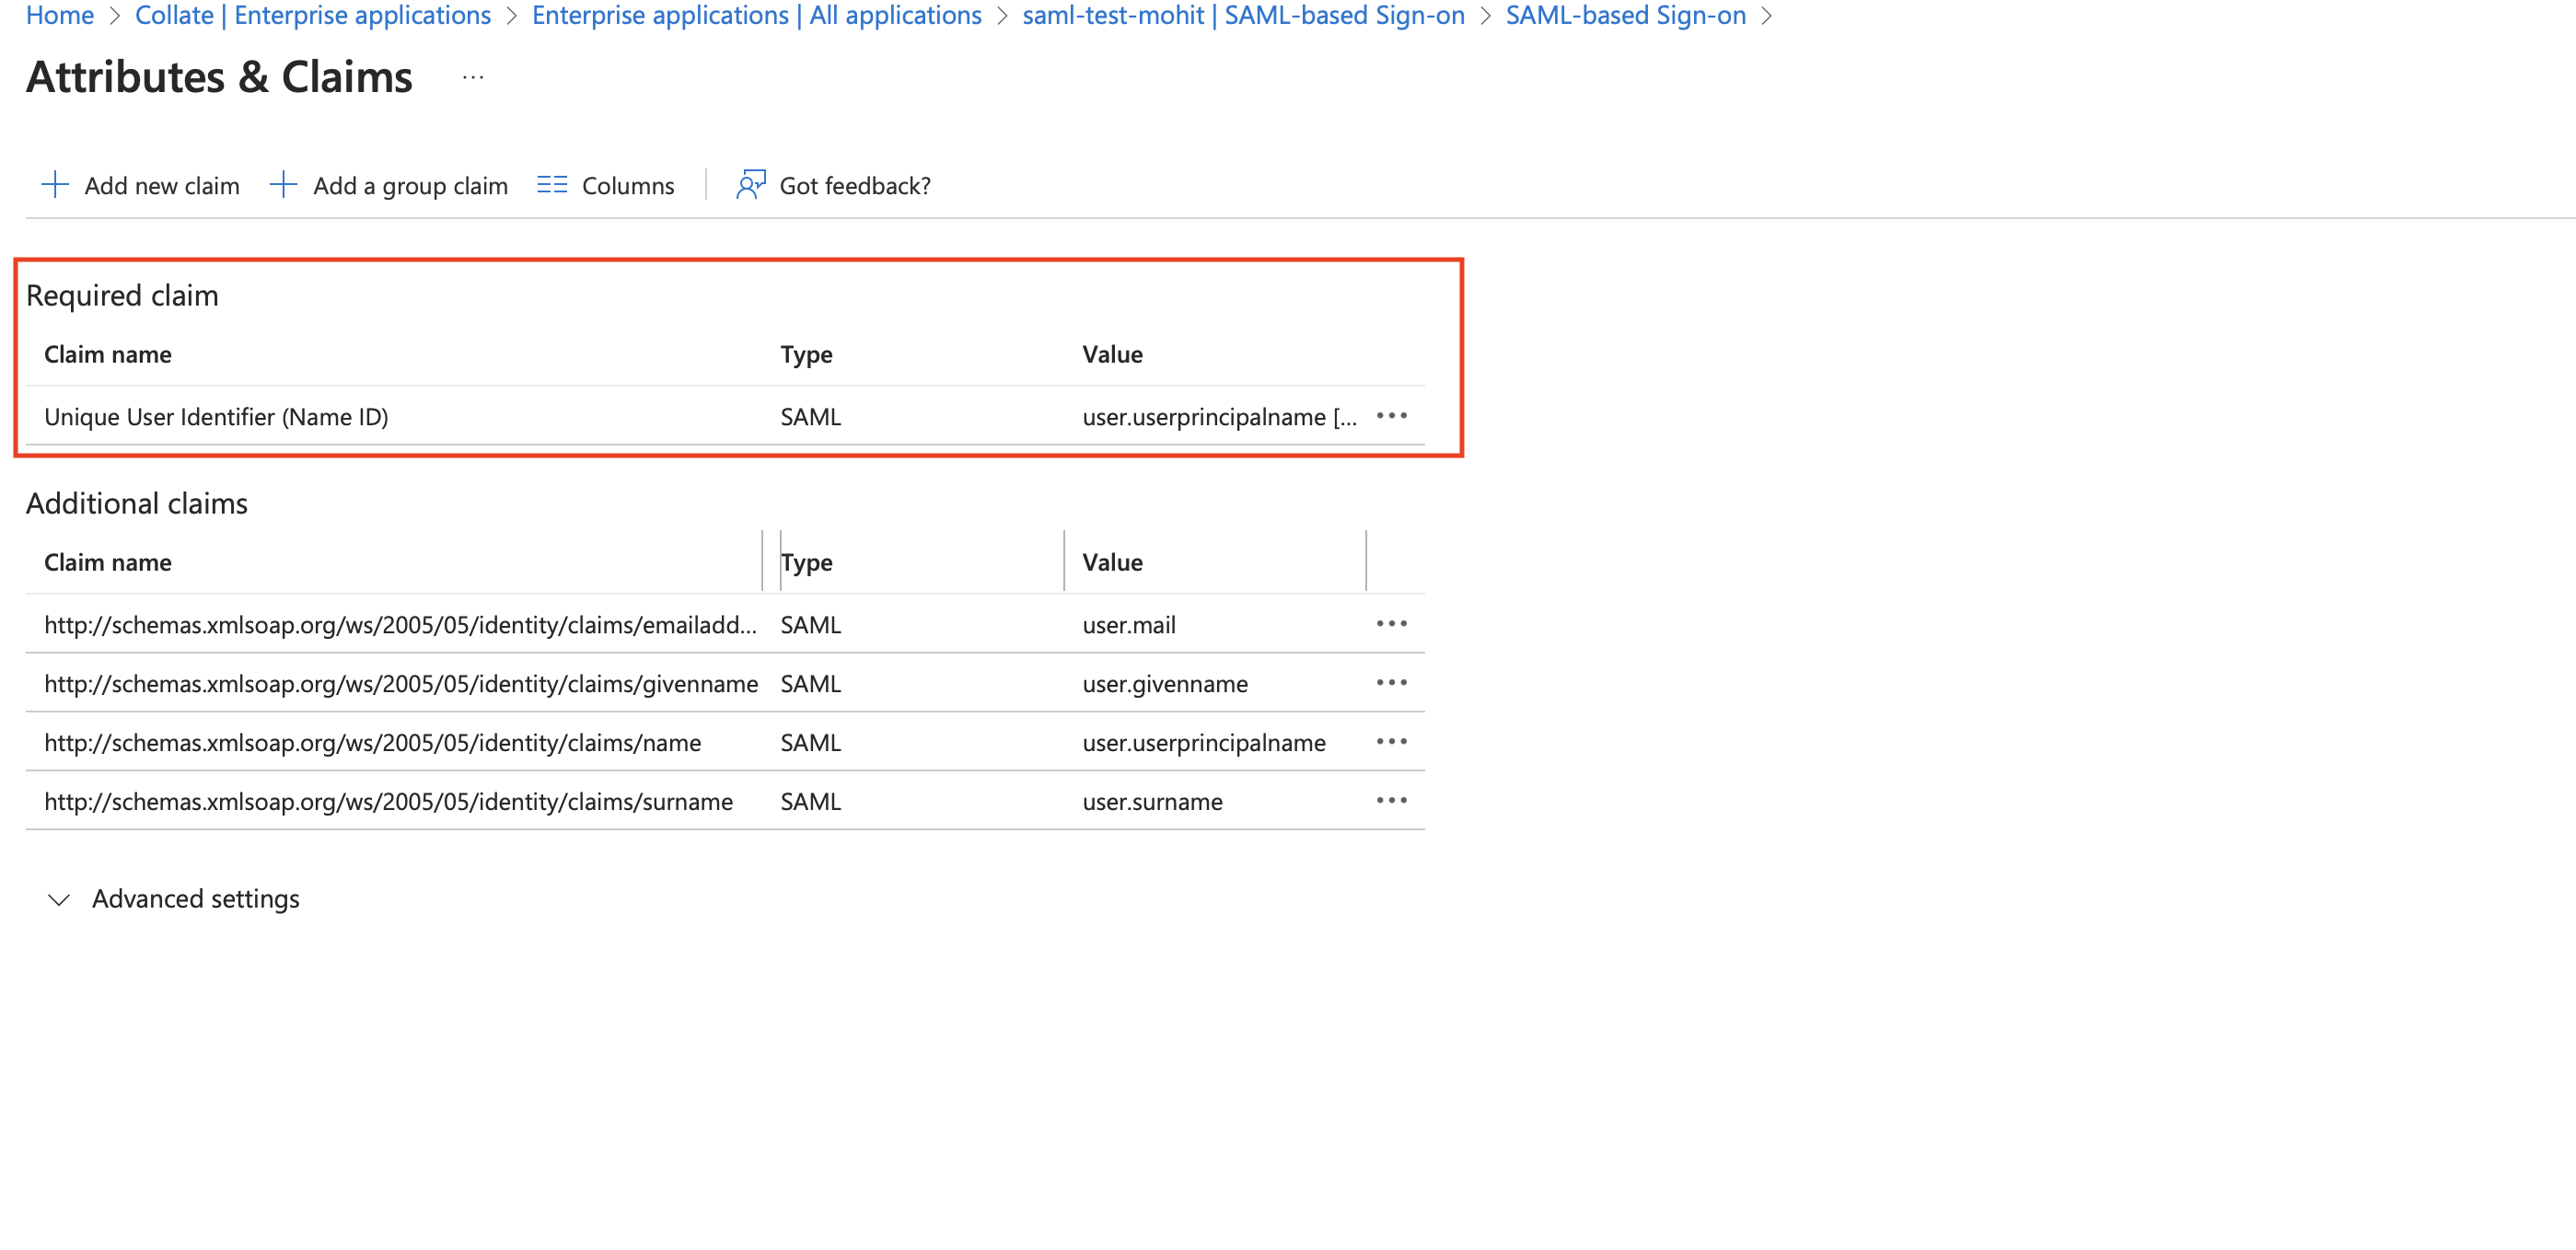 Home > Collate | Enterprise applications > Enterprise applications | All applications > saml-test-mohit | SAML-based Sign-on > SAML-based Sign-on >
Attributes & Claims ...
Add new claim Add a group claim Columns Got feedback?
Required claim
Claim name Type Value
Unique User Identifier (Name ID) SAML user.userprincipalname [...
Additional claims
Claim name Type Value
http://schemas.xmlsoap.org/ws/2005/05/identity/claims/emailadd... SAML user.mail
http://schemas.xmlsoap.org/ws/2005/05/identity/claims/givenname SAML user.givenname
http://schemas.xmlsoap.org/ws/2005/05/identity/claims/name SAML user.userprincipalname
http://schemas.xmlsoap.org/ws/2005/05/identity/claims/surname SAML user.surname
Advanced settings